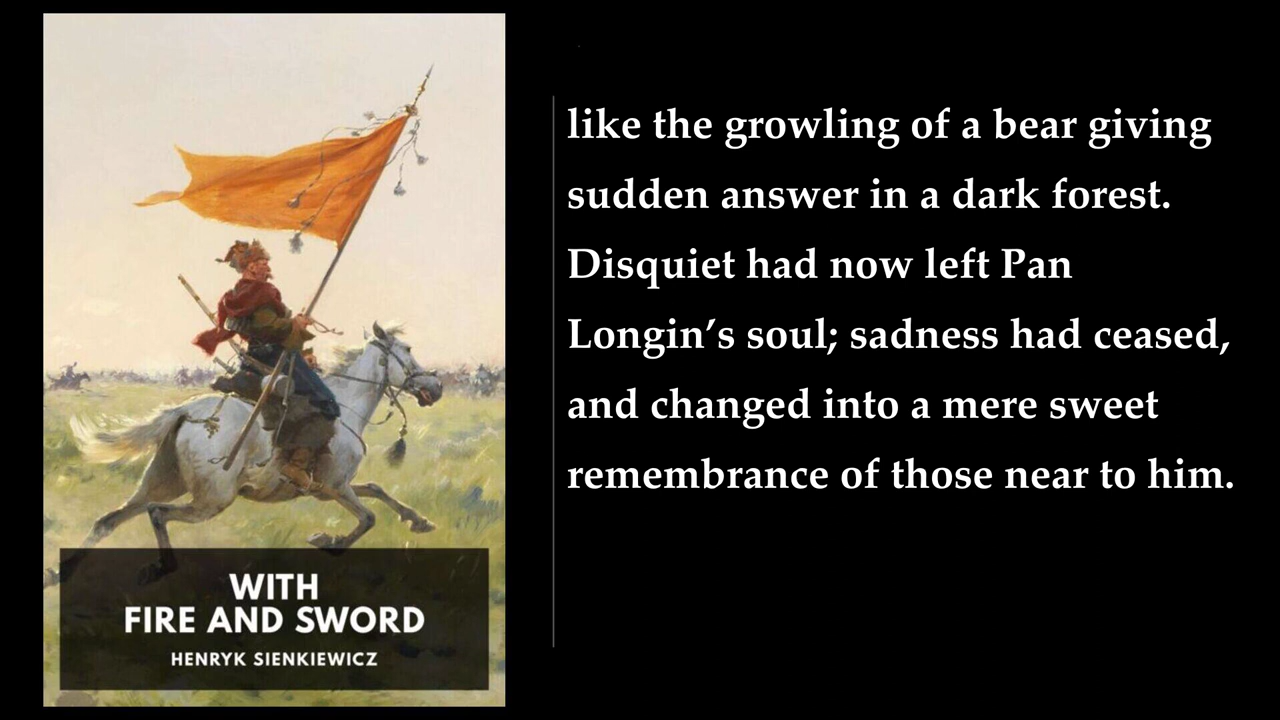 WITH
FIRE AND SWORD
HENRYK SIENKIEWICZ
like the growling of a bear giving
sudden answer in a dark forest.
Disquiet had now left Pan
Longin’s soul; sadness had ceased,
and changed into a mere sweet
remembrance of those near to him.